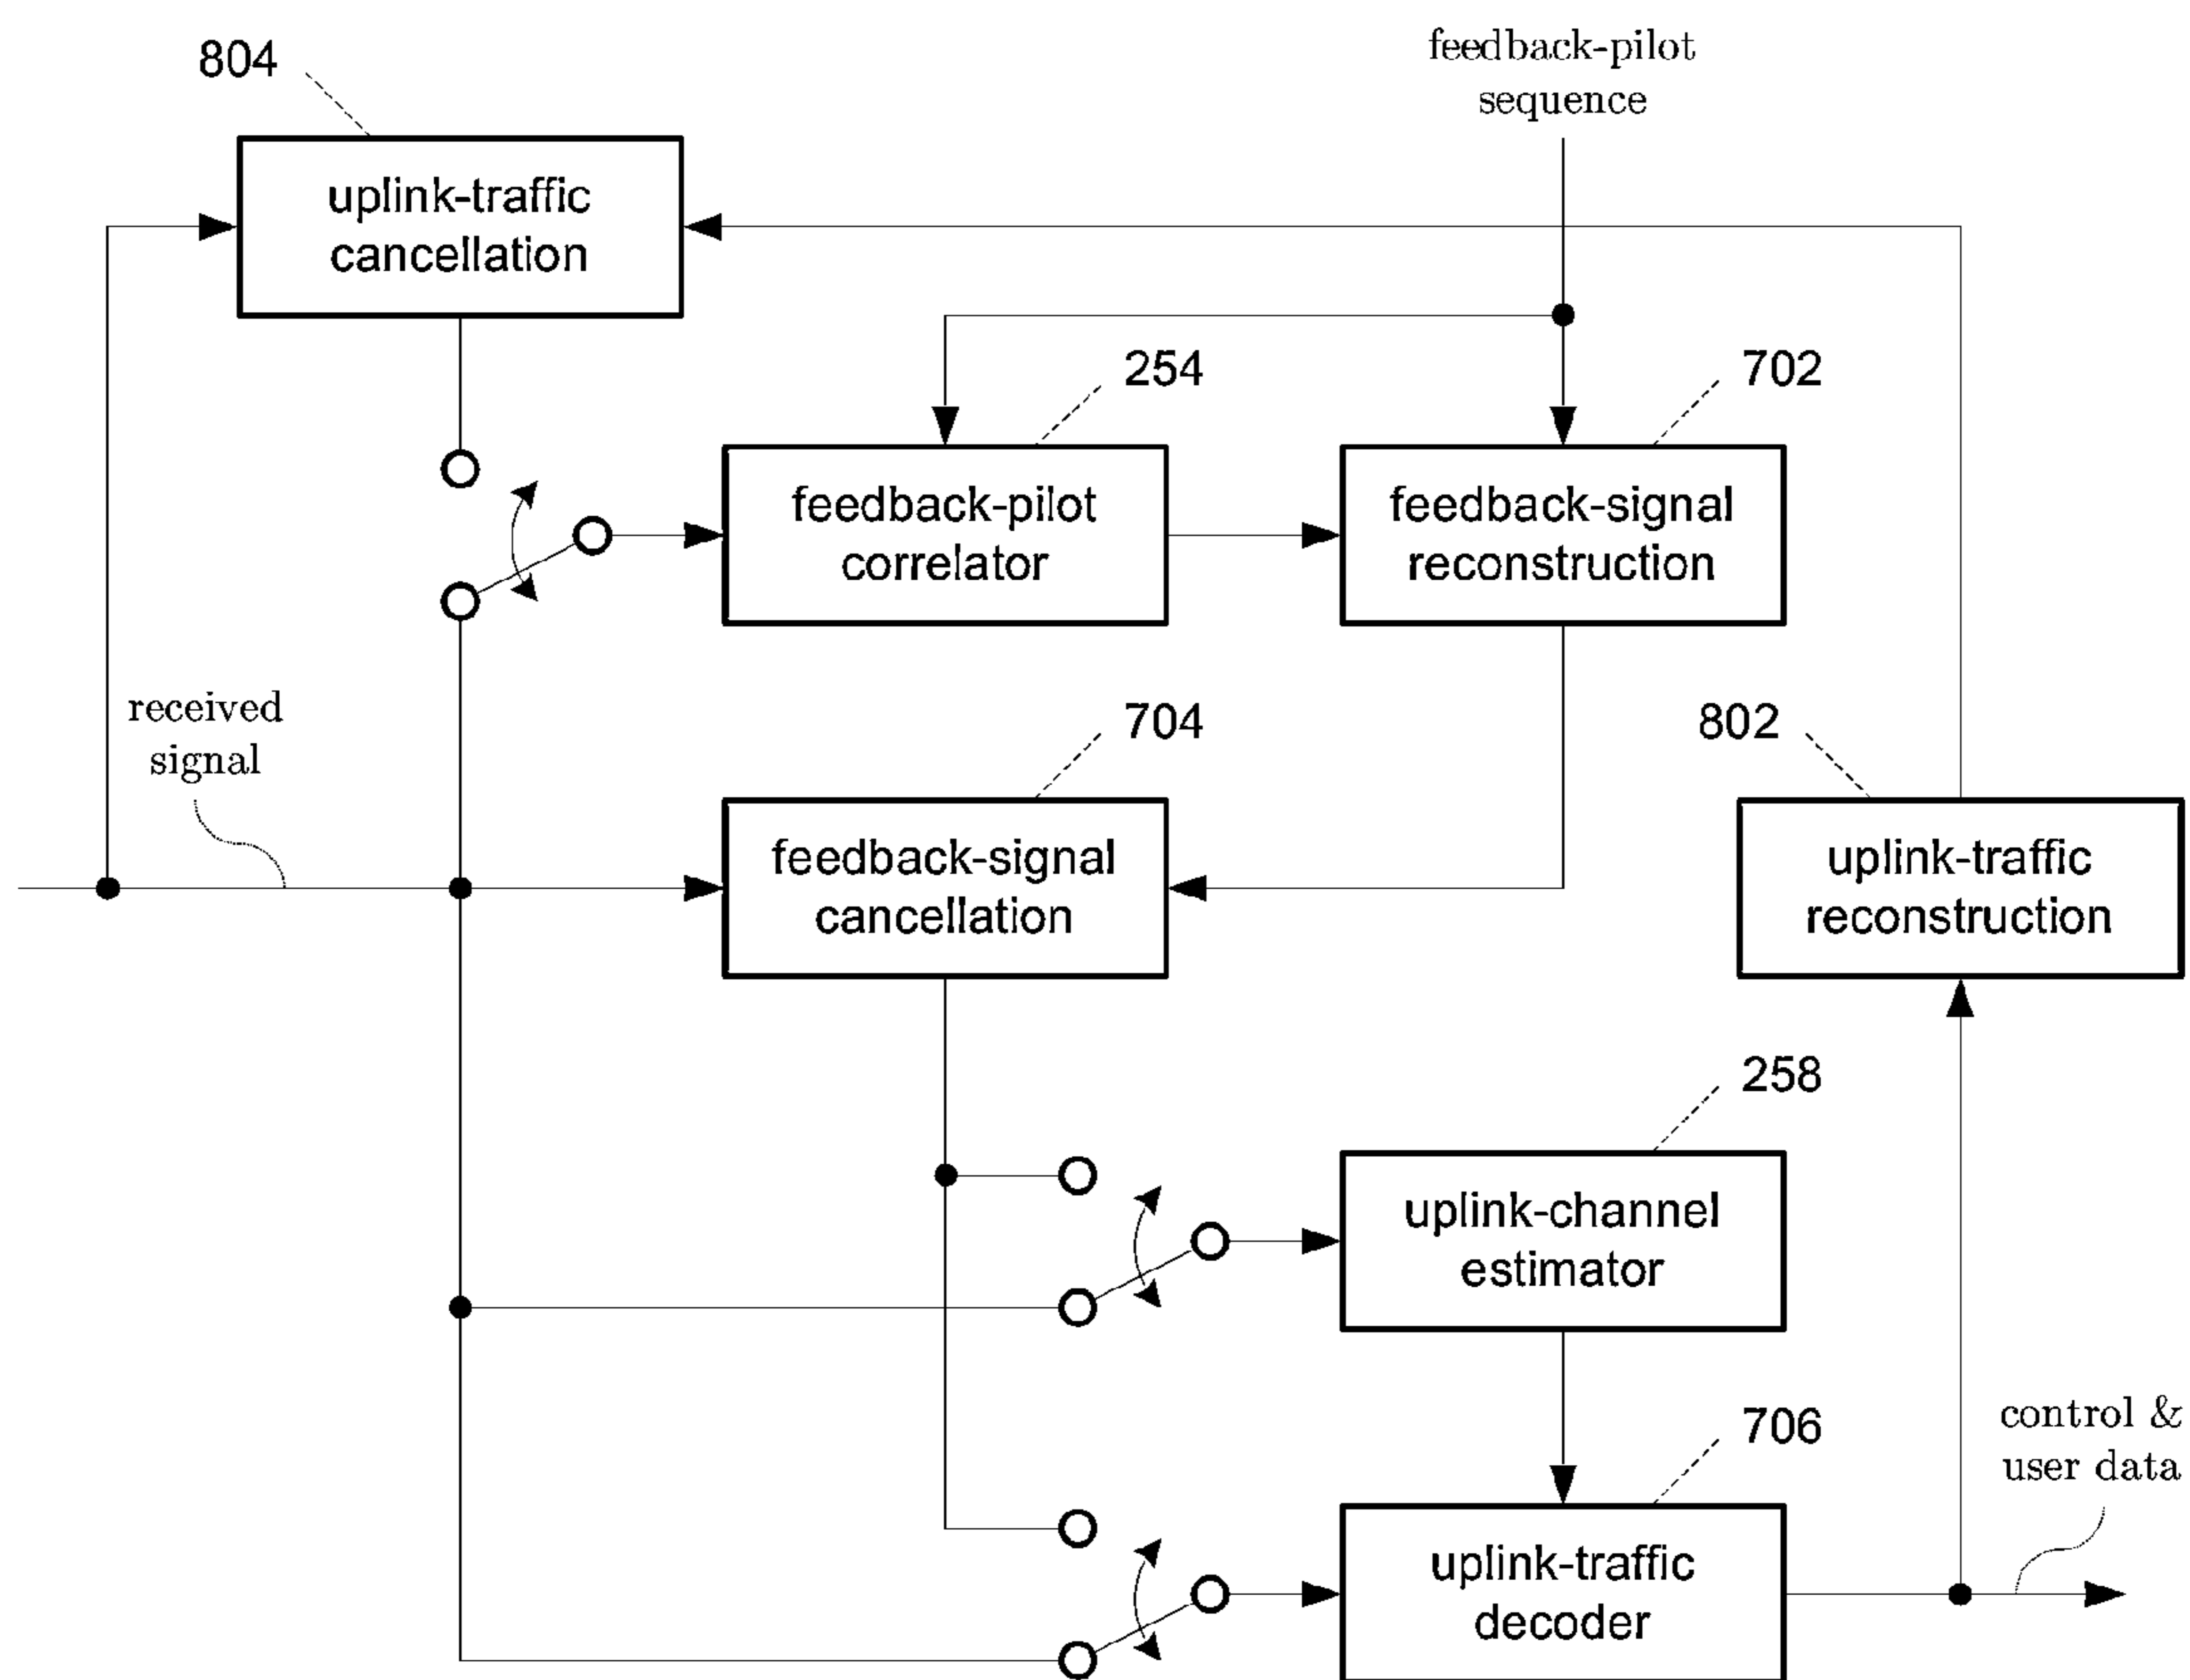 feedback-pilot
sequence
804
uplink-traffic
cancellation
254
702
feedback-pilot
correlator
feedback-signal
reconstruction
received
signal
704
802
feedback-signal
cancellation
uplink-traffic
reconstruction
258
uplink-channel
estimator
706
control &
user data
uplink-traffic
decoder